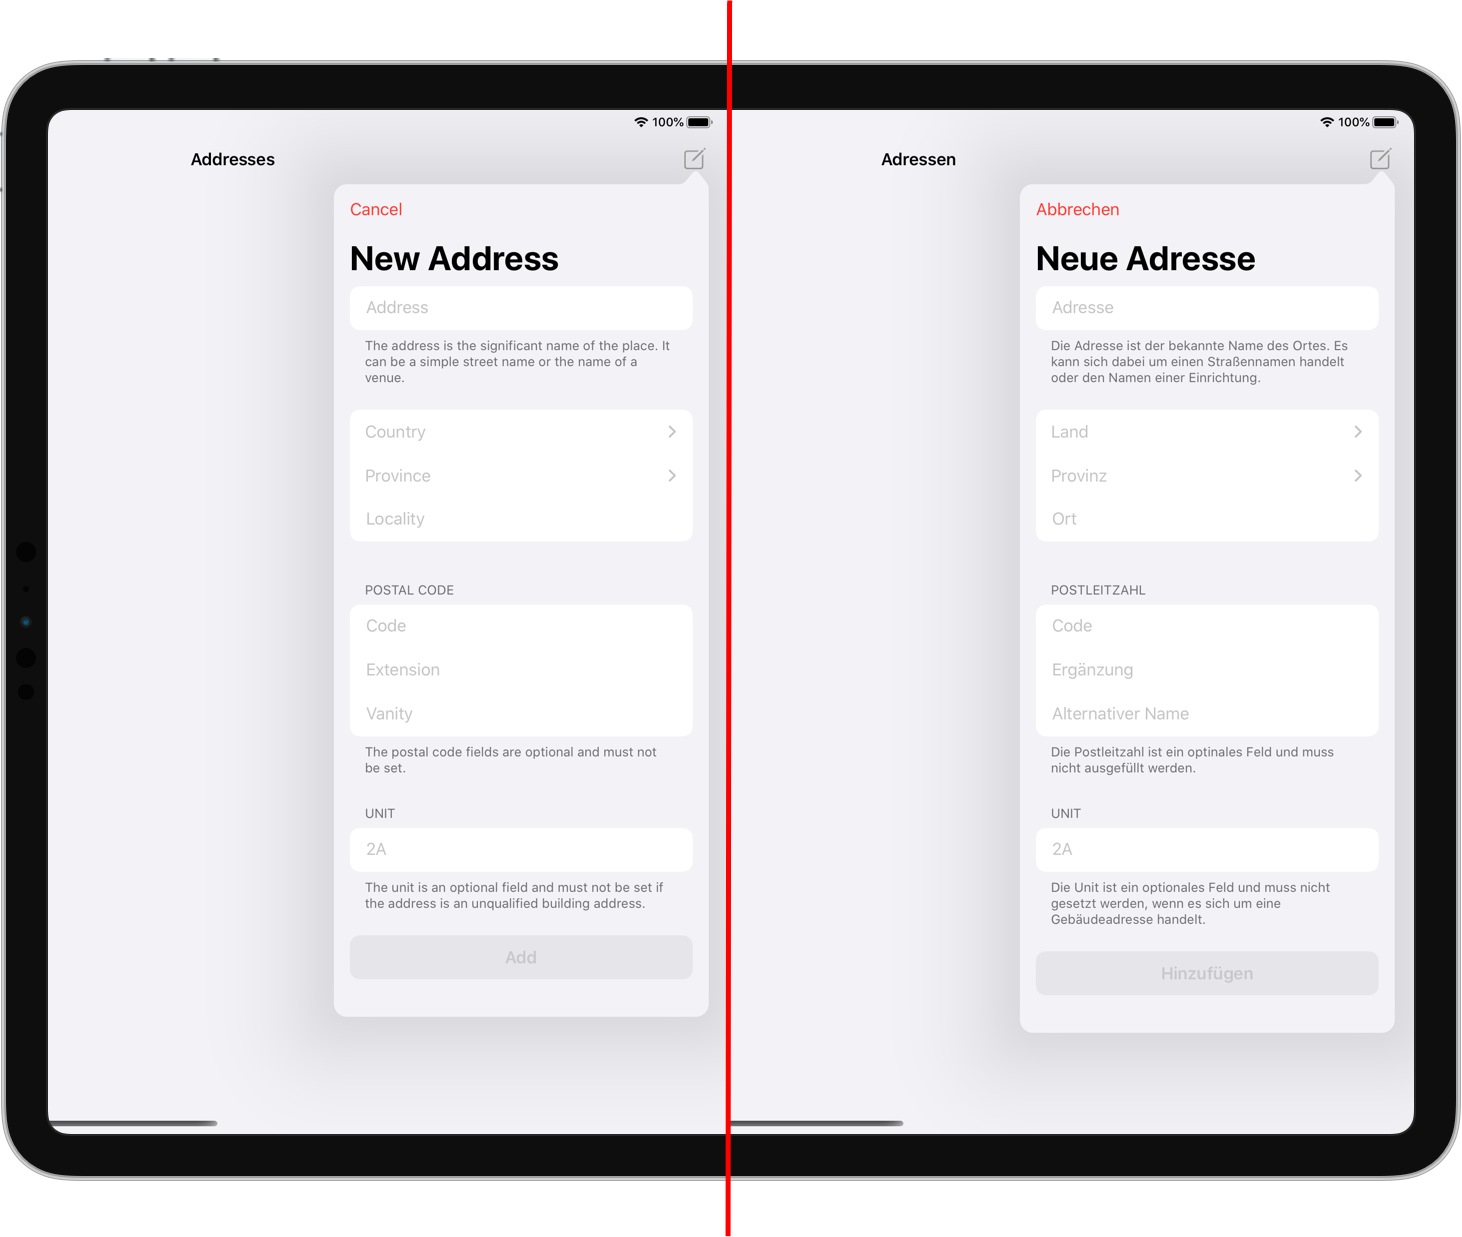 100%
Addresses
Cancel
New Address
Address
The address is the significant name of the place. It
can be a simple street name or the name of a
venue.
Country
Province
Locality
POSTAL CODE
Code
Extension
Vanity
The postal code fields are optional and must not
be set.
UNIT
2A
The unit is an optional field and must not be set if
the address is an unqualified building address.
Add
100%
Adressen
Abbrechen
Neue Adresse
Adresse
Die Adresse ist der bekannte Name des Ortes. Es
kann sich dabei um einen Straßennamen handelt
oder den Namen einer Einrichtung.
Land
Provinz
Ort
POSTLEITZAHL
Code
Ergänzung
Alternativer Name
Die Postleitzahl ist ein optinales Feld und muss
nicht ausgefüllt werden.
UNIT
2A
Die Unit ist ein optionales Feld und muss nicht
gesetzt werden, wenn es sich um eine
Gebäudeadresse handelt.
Hinzufügen